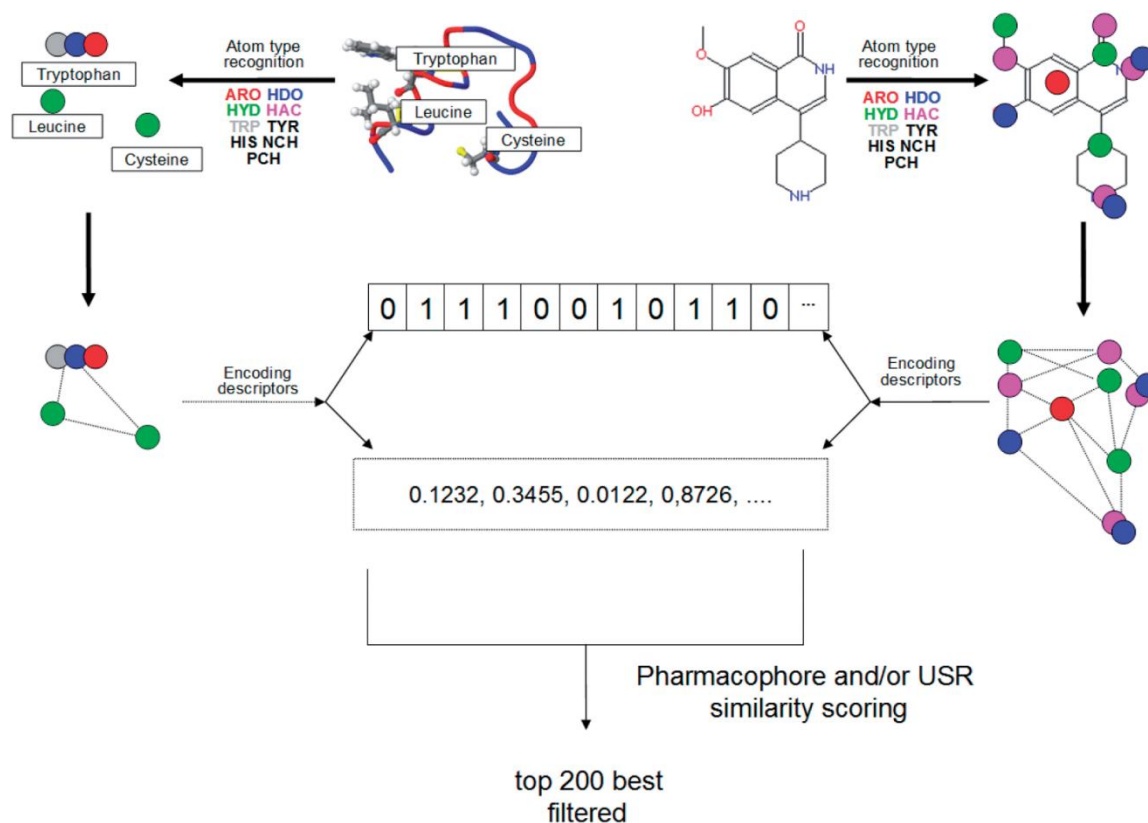 Tryptophan
Leucine
Cysteine
Atom type
recognition
ARO HDO
HYD HAC
TRP TYR
HIS NCH
PCH
Tryptophan
Leucine
Cysteine
O
O
NH
OH
NH
Atom type
recognition
ARO HDO
HYD HAC
TRP TYR
HIS NCH
PCH
0 1 1 1 0 0 1 0 1 1 0 ...
Encoding
descriptors
Encoding
descriptors
0.1232, 0.3455, 0.0122, 0,8726, ....
Pharmacophore and/or USR
similarity scoring
top 200 best
filtered